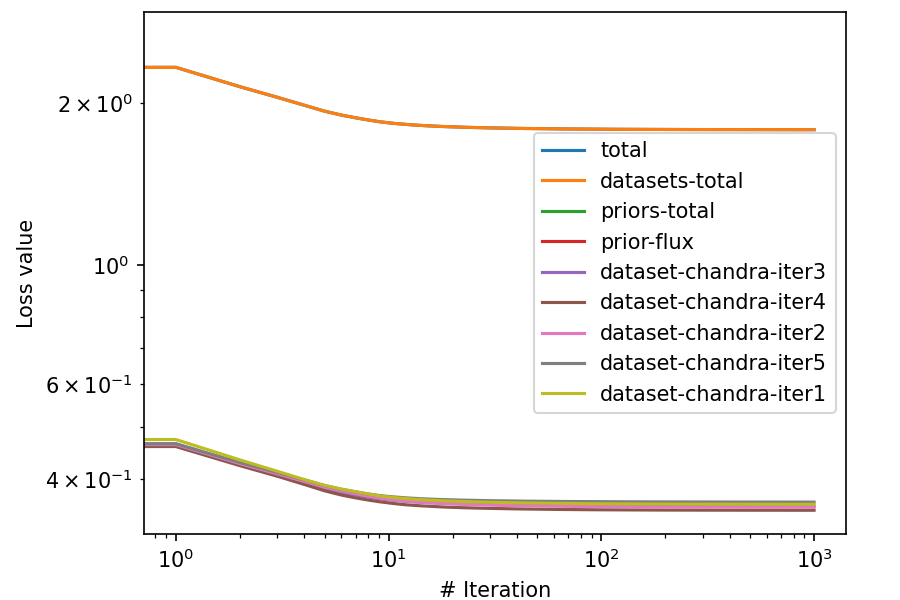 2 × 10⁰
10⁰
6 × 10⁻¹
4 × 10⁻¹
Loss value
total
datasets-total
priors-total
prior-flux
dataset-chandra-iter3
dataset-chandra-iter4
dataset-chandra-iter2
dataset-chandra-iter5
dataset-chandra-iter1
10⁰ 10¹ 10² 10³
# Iteration